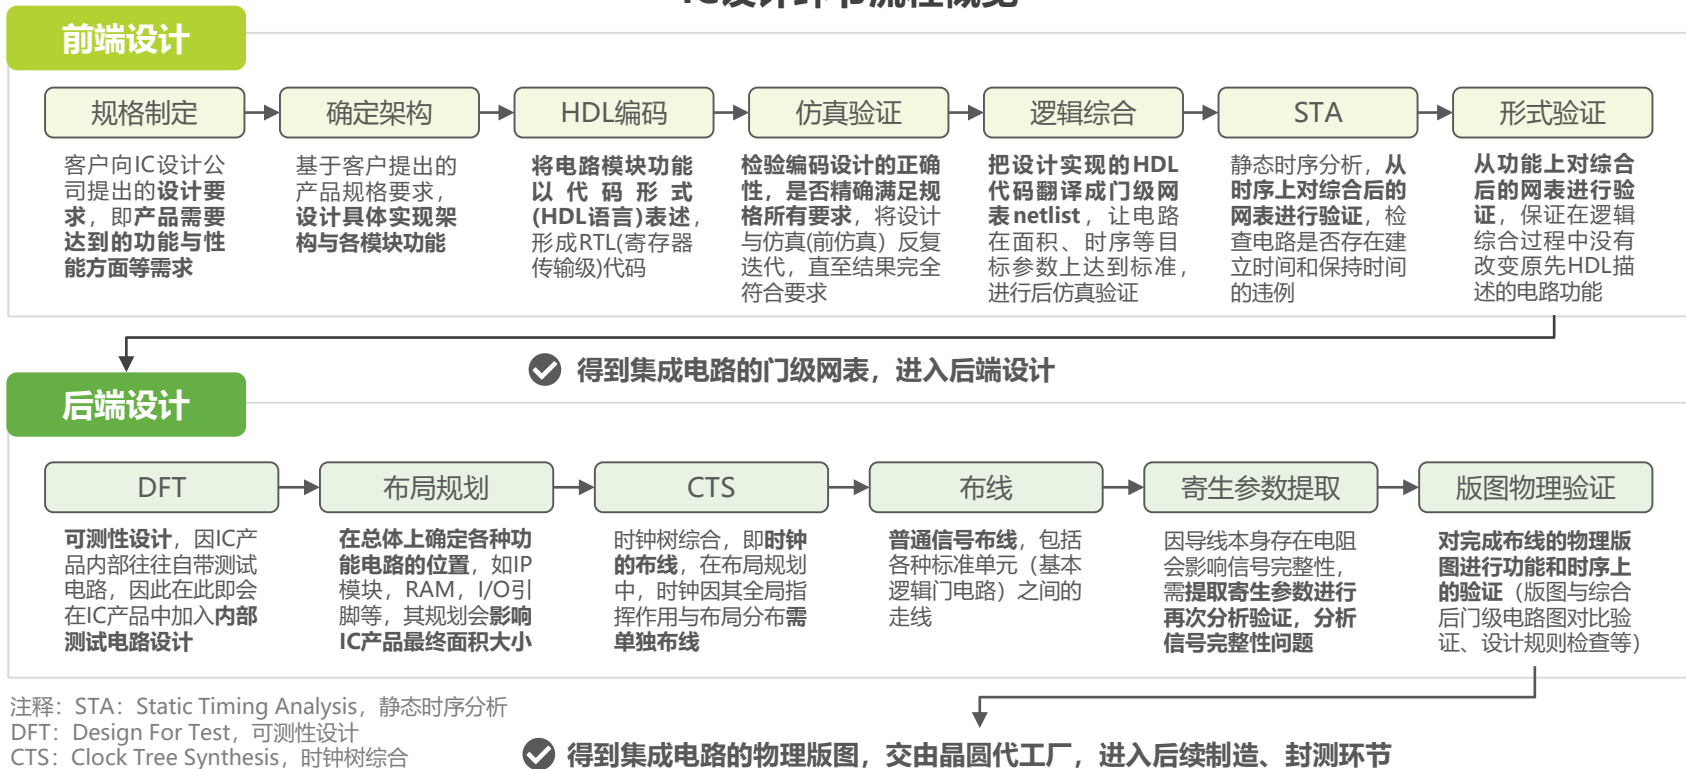 IC设计环节流程概览
前端设计
规格制定
客户向IC设计公
司提出的设计要
求，即产品需要
达到的功能与性
能方面等需求
确定架构
基于客户提出的
产品规格要求，
设计具体实现架
构与各模块功能
HDL编码
将电路模块功能
以代码形式
(HDL语言)表述，
形成RTL(寄存器
传输级)代码
仿真验证
检验编码设计的正确
性，是否精确满足规
格所有要求，将设计
与仿真(前仿真）反复
迭代，直至结果完全
符合要求
逻辑综合
把设计实现的HDL
代码翻译成门级网
表netlist，让电路
在面积、时序等目
标参数上达到标准，
进行后仿真验证
STA
静态时序分析，从
时序上对综合后的
网表进行验证，检
查电路是否存在建
立时间和保持时间
的违例
形式验证
从功能上对综合
后的网表进行验
证，保证在逻辑
综合过程中没有
改变原先HDL描
述的电路功能
得到集成电路的门级网表，进入后端设计
后端设计
DFT
可测性设计，因IC产
品内部往往自带测试
电路，因此在此即会
在IC产品中加入内部
测试电路设计
布局规划
在总体上确定各种功
能电路的位置，如IP
模块，RAM，I/O引
脚等，其规划会影响
IC产品最终面积大小
CTS
时钟树综合，即时钟
的布线，在布局规划
中，时钟因其全局指
挥作用与布局分布需
单独布线
布线
普通信号布线，包括
各种标准单元（基本
逻辑门电路）之间的
走线
寄生参数提取
因导线本身存在电阻
会影响信号完整性，
需提取寄生参数进行
再次分析验证，分析
信号完整性问题
版图物理验证
对完成布线的物理版
图进行功能和时序上
的验证（版图与综合
后门级电路图对比验
证、设计规则检查等）
注释：STA：Static Timing Analysis，静态时序分析
DFT：Design For Test，可测性设计
CTS：Clock Tree Synthesis，时钟树综合
得到集成电路的物理版图，交由晶圆代工厂，进入后续制造、封测环节